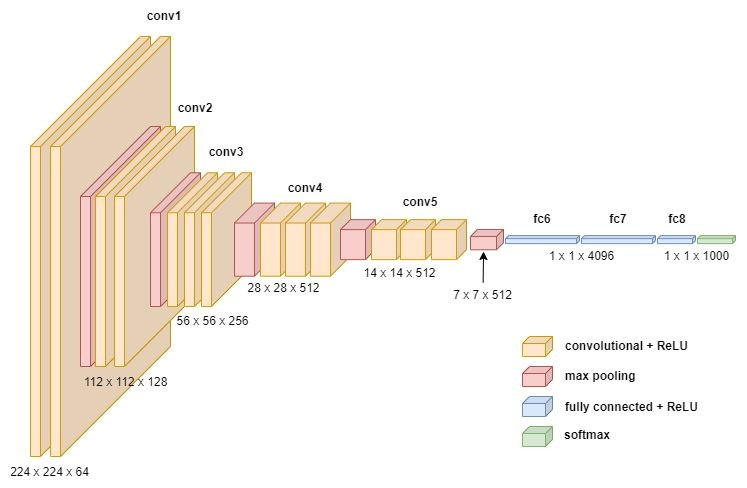 conv1
conv2
conv3
conv4
conv5
fc6
fc7
fc8
1 x 1 x 4096
1 x 1 x 1000
14 x 14 x 512
28 x 28 x 512
7 x 7 x 512
56 x 56 x 256
112 x 112 x 128
224 x 224 x 64
convolutional + ReLU
max pooling
fully connected + ReLU
softmax